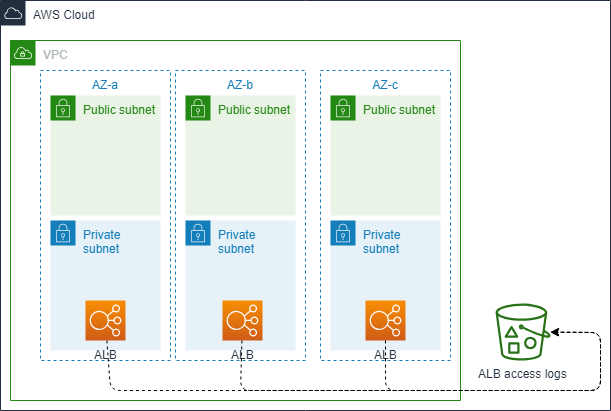 AWS Cloud
VPC
AZ-a
AZ-b
AZ-c
Public subnet
Public subnet
Public subnet
Private
subnet
Private
subnet
Private
subnet
ALB
ALB
ALB
ALB access logs